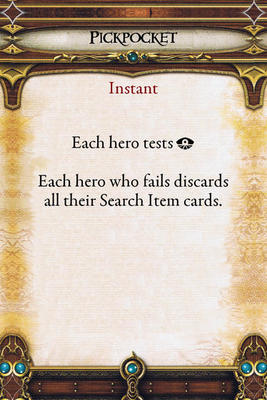 Pickpocket
Instant
Each hero tests
Each hero who fails discards
all their Search Item cards.